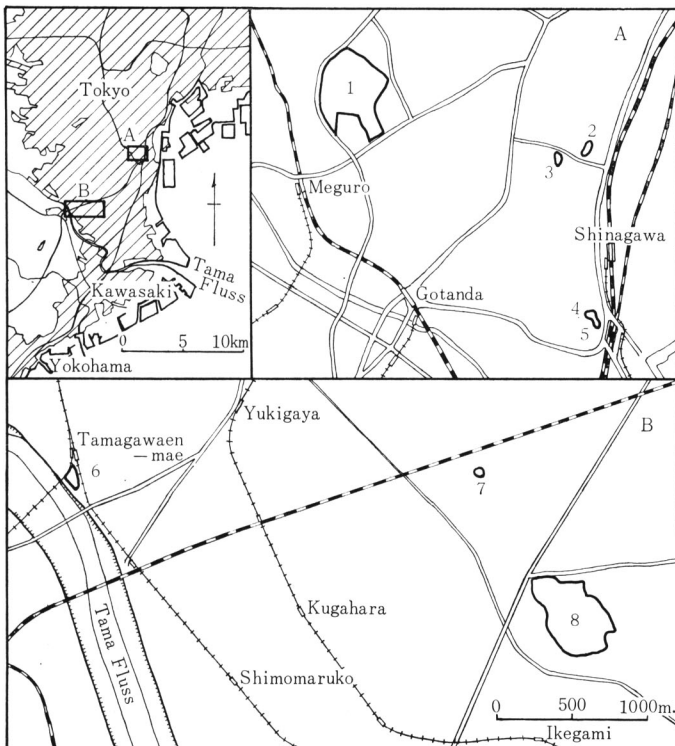 Tokyo
A
B
Tama
Fluss
Kawasaki
0 5 10km
Yokohama
A
1
2
3
Meguro
Shinagawa
Gotanda
4
5
B
Yukigaya
Tamagawaen
—mae
6
7
Tama Fluss
Kugahara
8
Shimomaruko
0 500 1000m.
Ikegami